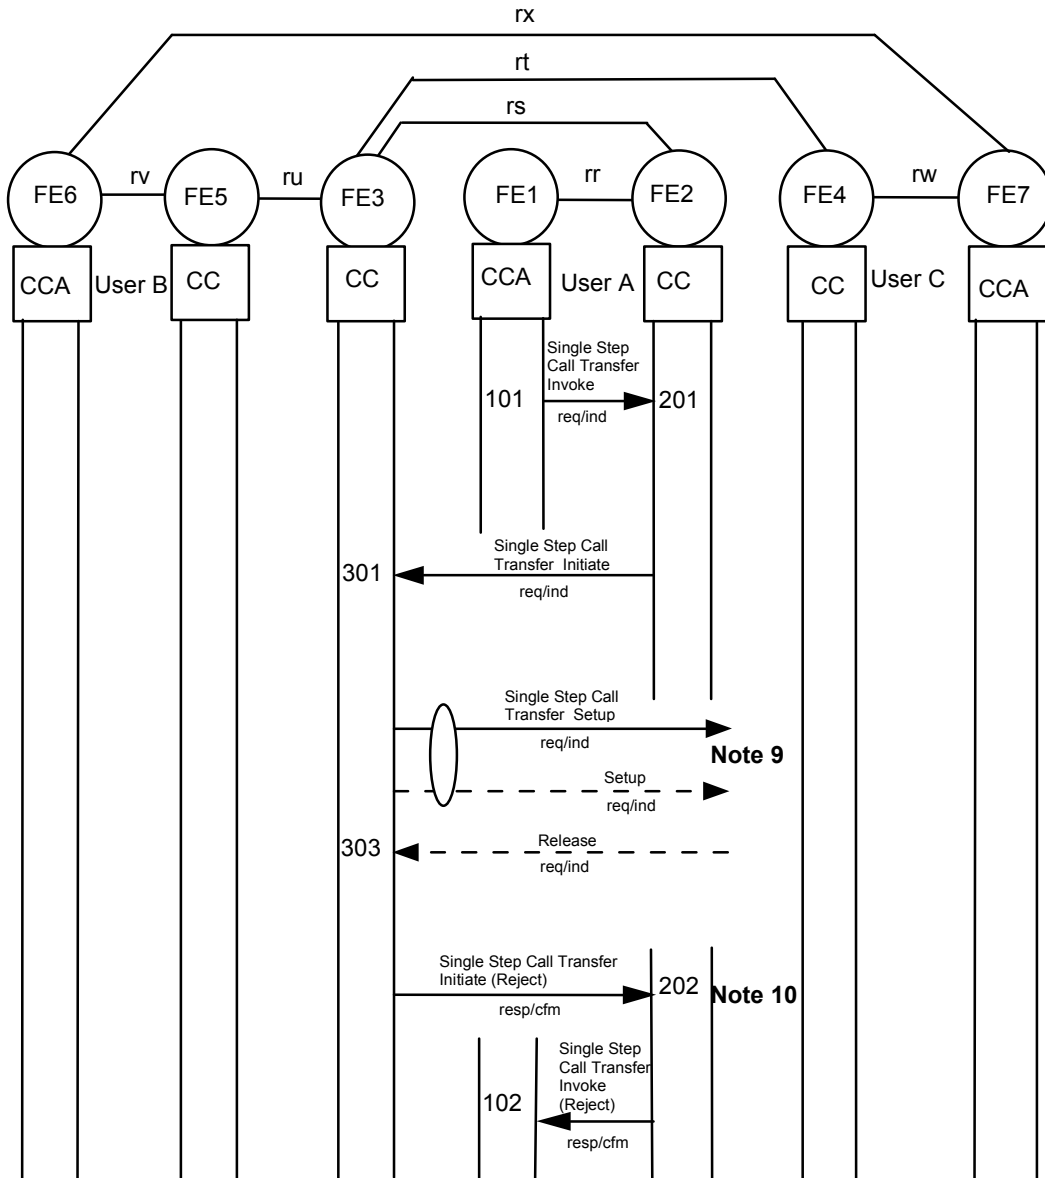 rx
rt
rs
rv
ru
rr
rw
FE6
FE5
FE3
FE1
FE2
FE4
FE7
CCA
User B
CC
CC
CCA
User A
CC
CC
User C
CCA
Single Step
Call Transfer
Invoke
101
201
req/ind
Single Step Call
Transfer Initiate
301
req/ind
Single Step Call
Transfer Setup
req/ind
Note 9
Setup
req/ind
303
Release
req/ind
Single Step Call Transfer
Initiate (Reject)
202
Note 10
resp/cfm
Single Step
Call Transfer
Invoke
(Reject)
102
resp/cfm